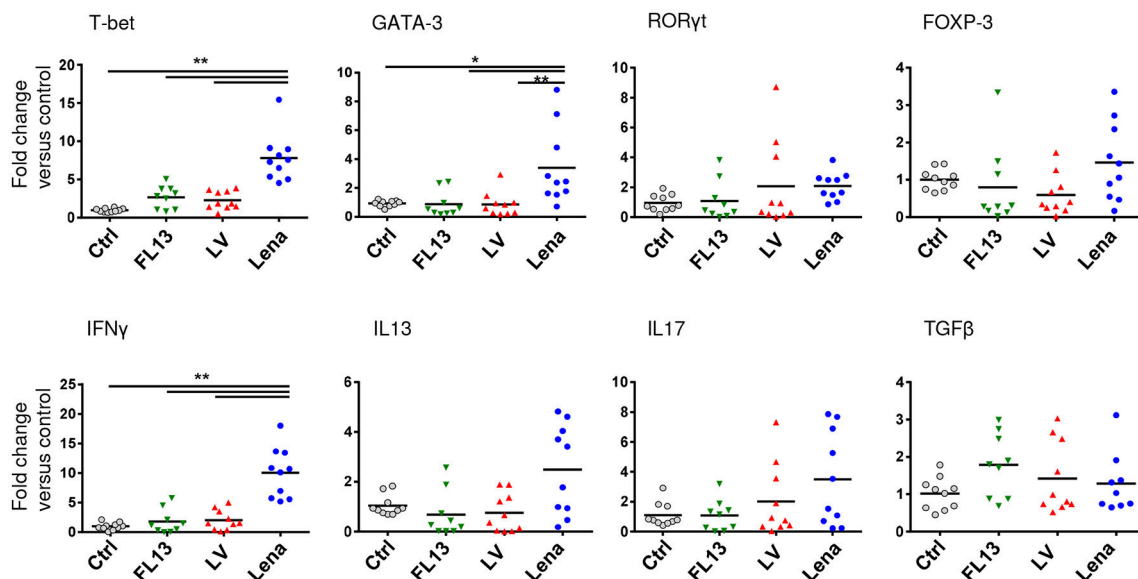 T-bet
GATA-3
RORγt
FOXP-3
Fold change
versus control
20
15
10
5
0
**
Ctrl
FL13
LV
Lena
10
8
6
4
2
0
*
**
Ctrl
FL13
LV
Lena
10
8
6
4
2
0
Ctrl
FL13
LV
Lena
4
3
2
1
0
Ctrl
FL13
LV
Lena
IFNγ
IL13
IL17
TGFβ
Fold change
versus control
25
20
15
10
5
0
**
Ctrl
FL13
LV
Lena
6
4
2
0
Ctrl
FL13
LV
Lena
10
8
6
4
2
0
Ctrl
FL13
LV
Lena
4
3
2
1
0
Ctrl
FL13
LV
Lena